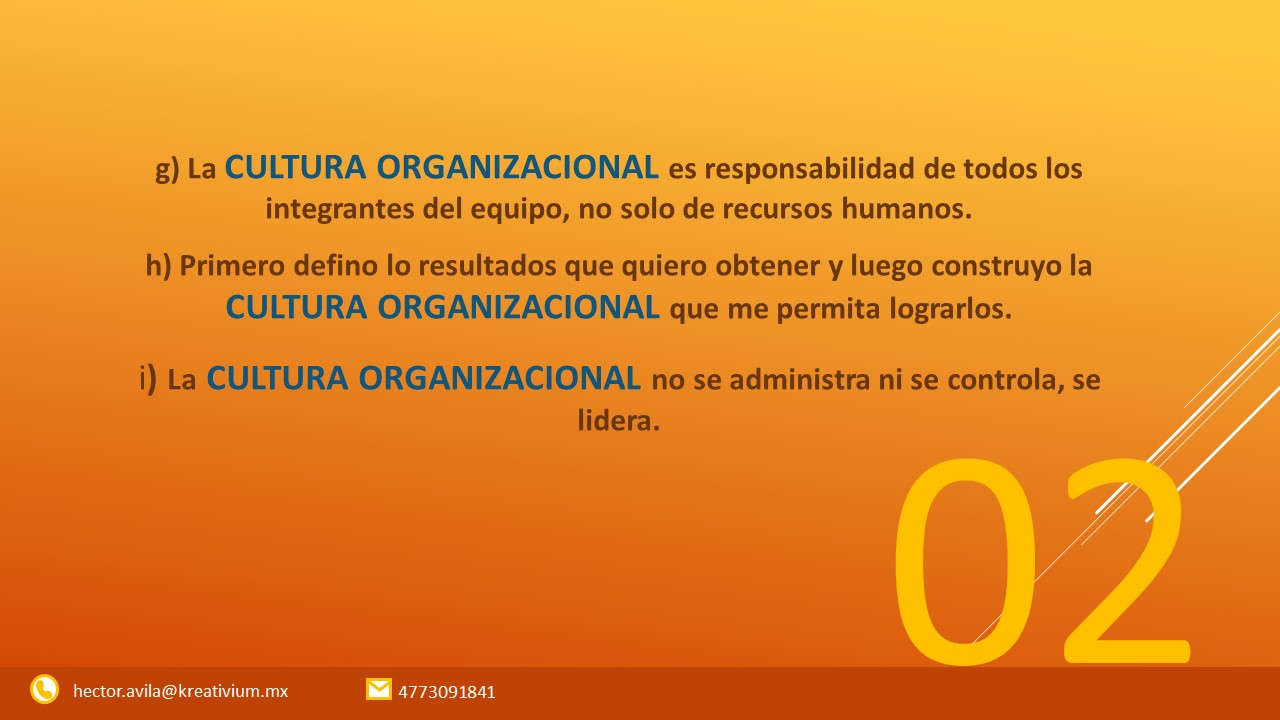 g) La CULTURA ORGANIZACIONAL es responsabilidad de todos los
integrantes del equipo, no solo de recursos humanos.
h) Primero defino lo resultados que quiero obtener y luego construyo la
CULTURA ORGANIZACIONAL que me permita lograrlos.
i) La CULTURA ORGANIZACIONAL no se administra ni se controla, se
lidera.
02
hector.avila@kreativium.mx
4773091841